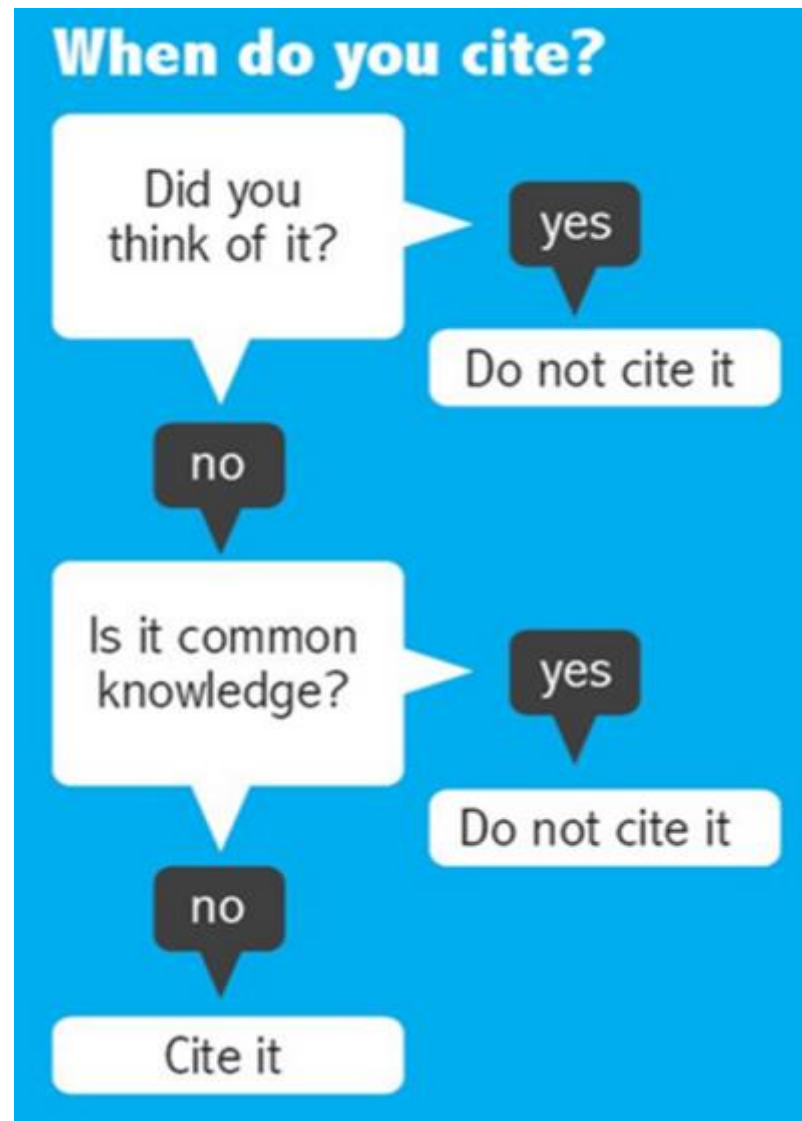 When do you cite?
Did you
think of it?
yes
Do not cite it
no
Is it common
knowledge?
yes
Do not cite it
no
Cite it